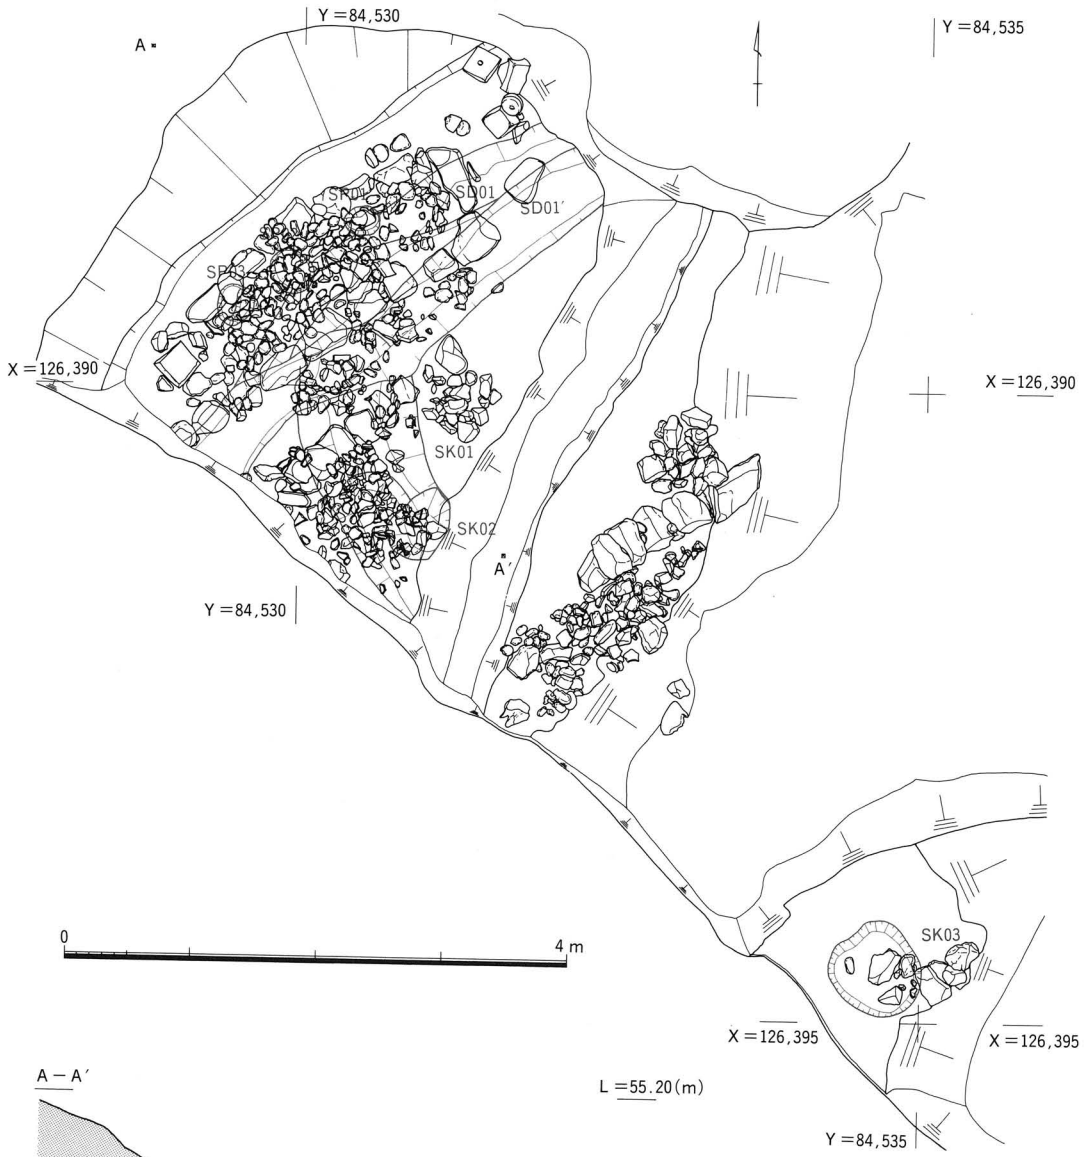 Y=84,530
Y=84,535
A
SP01
SD01
SD01′
SP03
X=126,390
X=126,390
SK01
SK02
A′
Y=84,530
0
4 m
SK03
X=126,395
X=126,395
A-A′
L=55.20(m)
Y=84,535